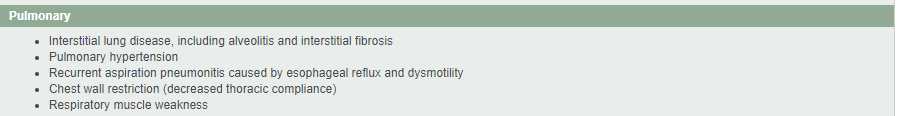 Pulmonary
• Interstitial lung disease, including alveolitis and interstitial fibrosis
• Pulmonary hypertension
• Recurrent aspiration pneumonitis caused by esophageal reflux and dysmotility
• Chest wall restriction (decreased thoracic compliance)
• Respiratory muscle weakness